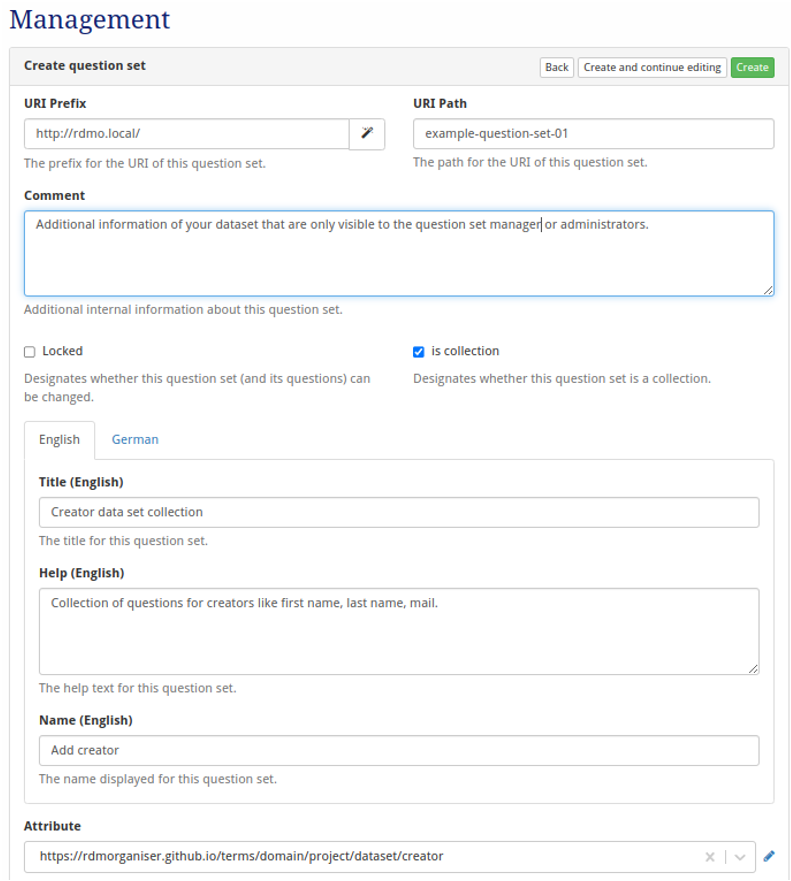 Management
Create question set
Back
Create and continue editing
Create
URI Prefix
URI Path
http://rdmo.local/
example-question-set-01
The prefix for the URI of this question set.
The path for the URI of this question set.
Comment
Additional information of your dataset that are only visible to the question set manager or administrators.
Additional internal information about this question set.
Locked
is collection
Designates whether this question set (and its questions) can
be changed.
Designates whether this question set is a collection.
English
German
Title (English)
Creator data set collection
The title for this question set.
Help (English)
Collection of questions for creators like first name, last name, mail.
The help text for this question set.
Name (English)
Add creator
The name displayed for this question set.
Attribute
https://rdmorganiser.github.io/terms/domain/project/dataset/creator